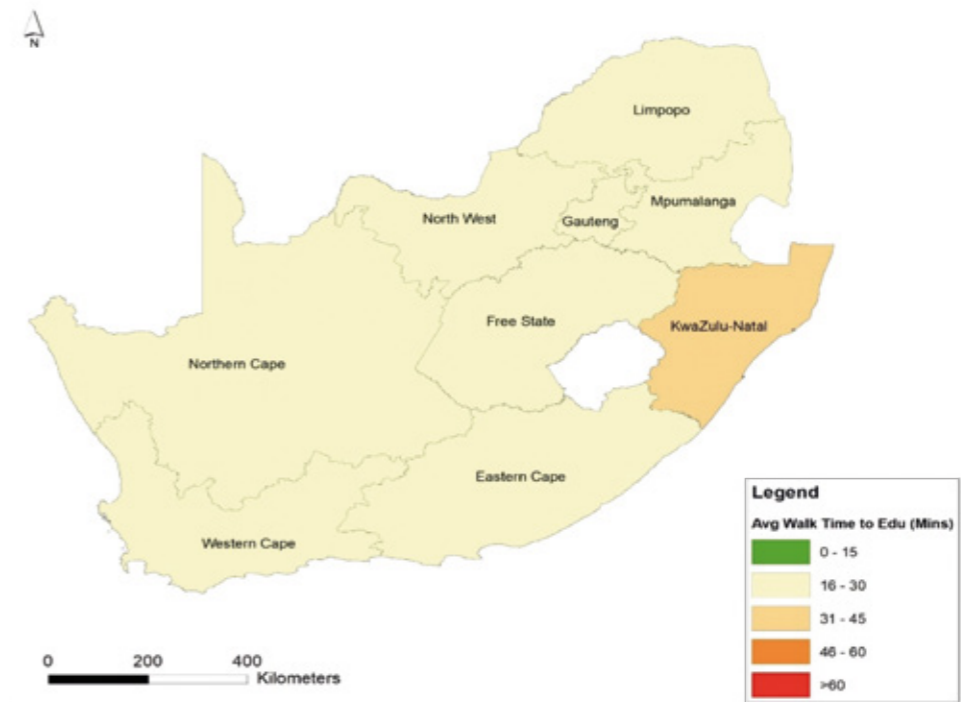 N
Limpopo
Mpumalanga
North West
Gauteng
KwaZulu-Natal
Free State
Northern Cape
Eastern Cape
Western Cape
Legend
Avg Walk Time to Edu (Mins)
0 - 15
16 - 30
31 - 45
46 - 60
>60
0 200 400
Kilometers